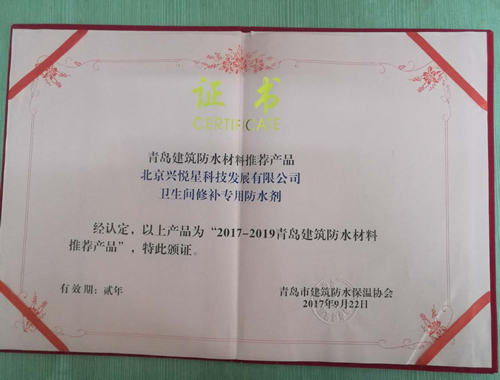 证书
CERTIFICATE
青岛建筑防水材料推荐产品
北京兴悦星科技发展有限公司
卫生间修补专用防水剂
经认定，以上产品为“2017-2019青岛建筑防水材料
推荐产品”，特此颁证。
有效期：贰年
青岛市建筑防水保温协会
2017年9月22日